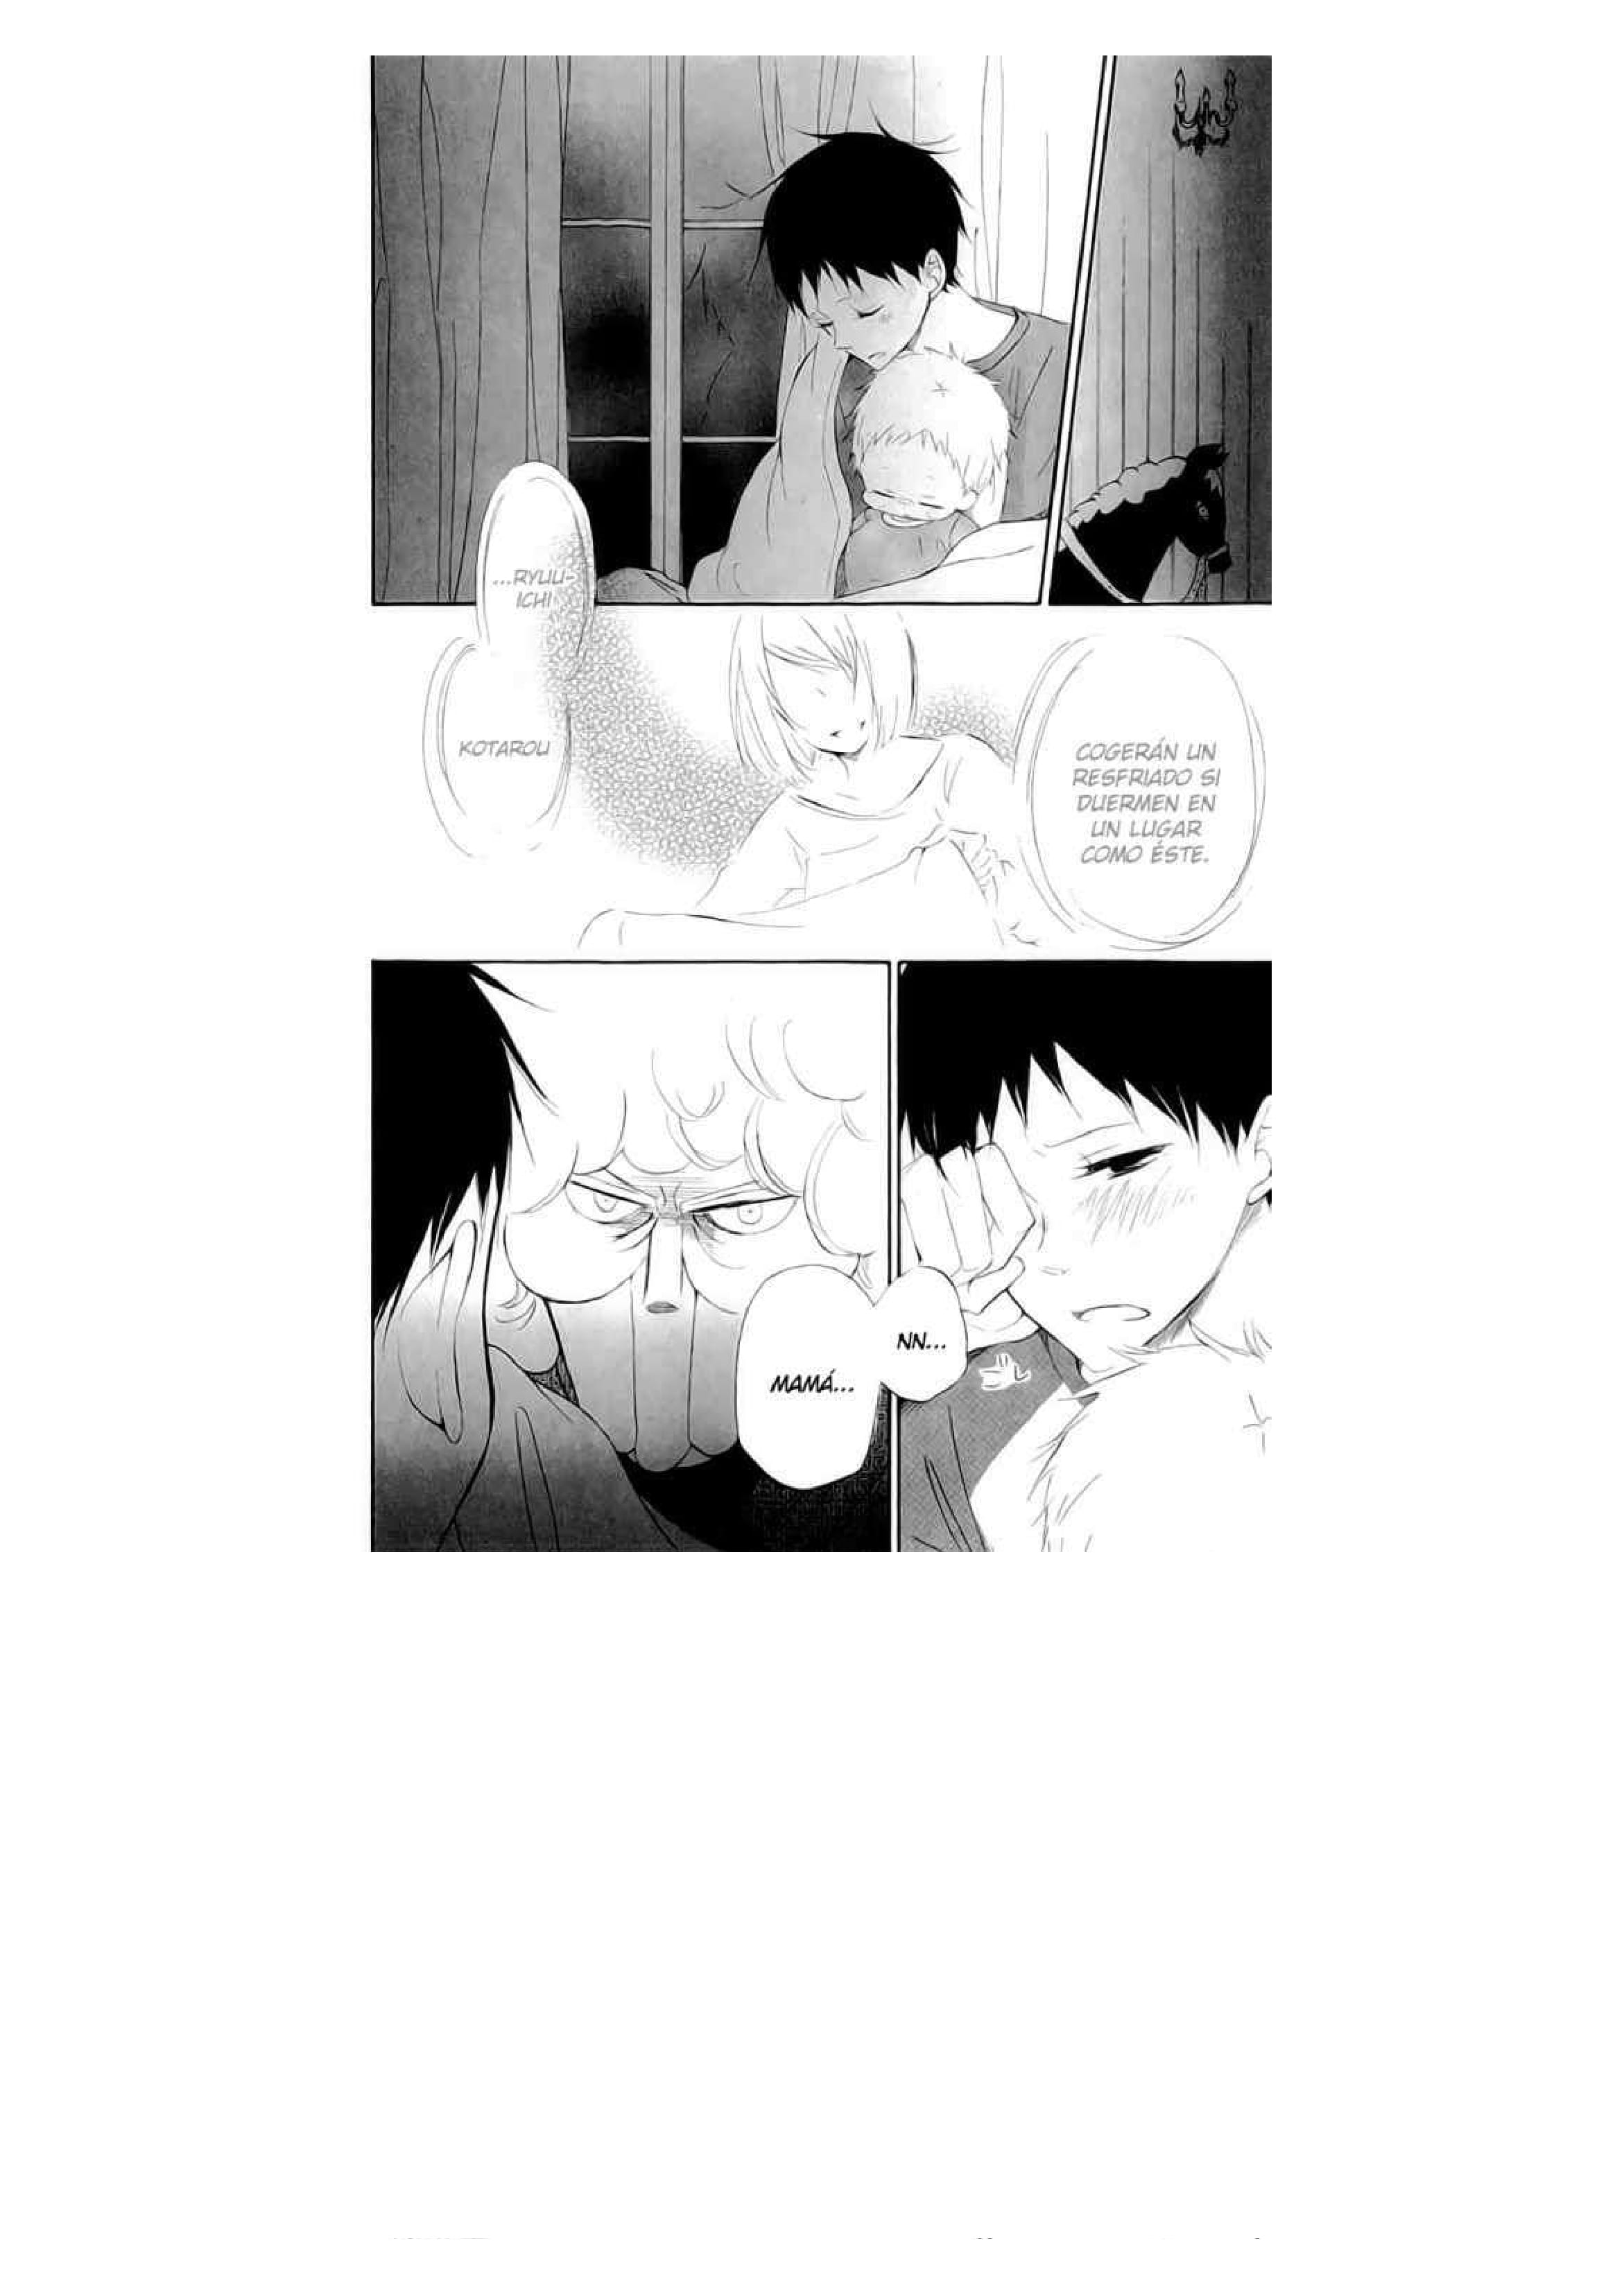 ...RYUU-
ICHI
KOTAROU
COGERÁN UN
RESFRIADO SI
DUERMEN EN
UN LUGAR
COMO ÉSTE.
NN...
MAMÁ...